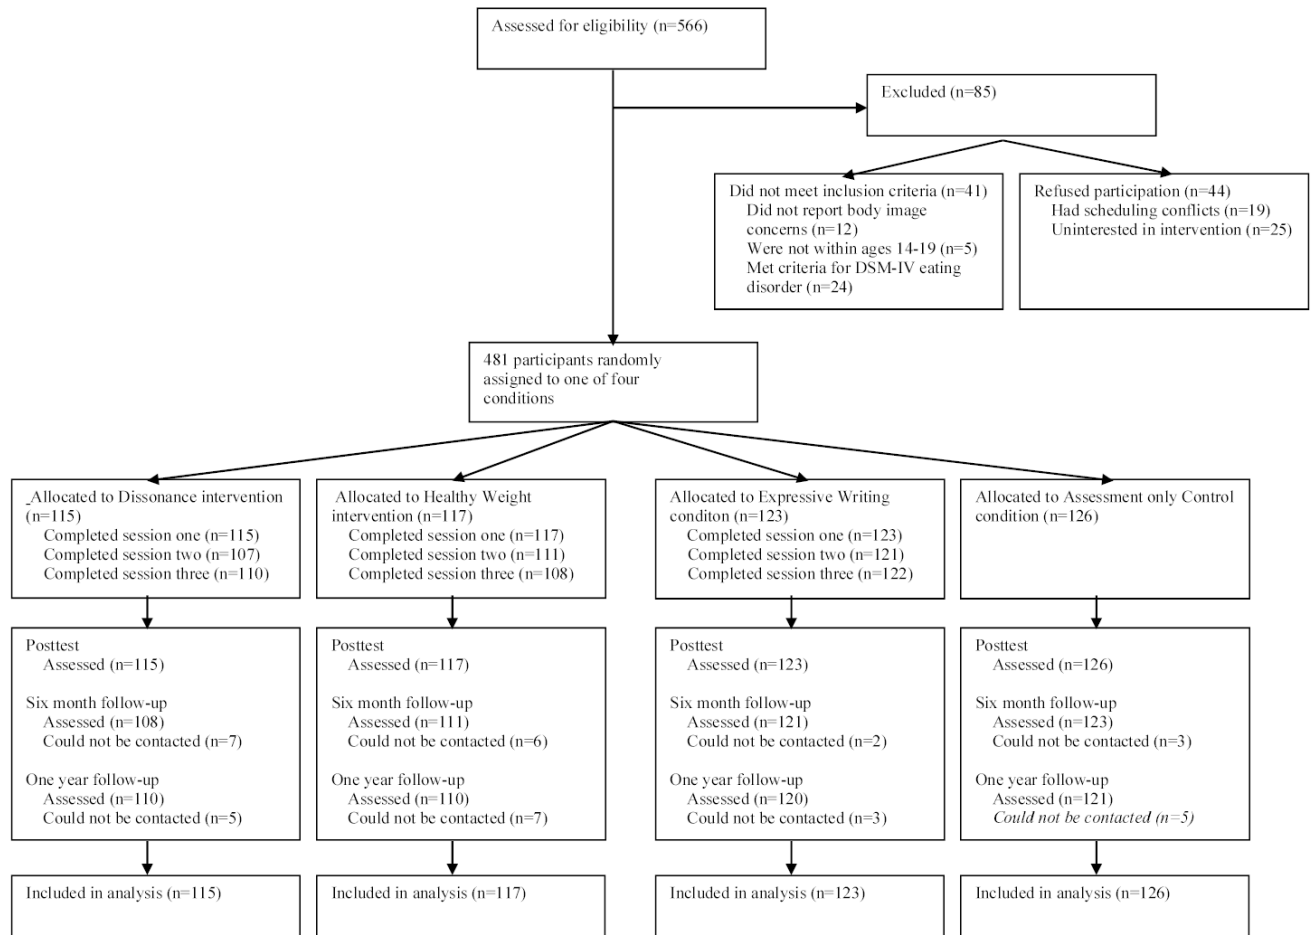 Assessed for eligibility (n=566)
Excluded (n=85)
Did not meet inclusion criteria (n=41)
Did not report body image
concerns (n=12)
Were not within ages 14-19 (n=5)
Met criteria for DSM-IV eating
disorder (n=24)
Refused participation (n=44)
Had scheduling conflicts (n=19)
Uninterested in intervention (n=25)
481 participants randomly
assigned to one of four
conditions
_Allocated to Dissonance intervention
(n=115)
Completed session one (n=115)
Completed session two (n=107)
Completed session three (n=110)
Allocated to Healthy Weight
intervention (n=117)
Completed session one (n=117)
Completed session two (n=111)
Completed session three (n=108)
Allocated to Expressive Writing
conditon (n=123)
Completed session one (n=123)
Completed session two (n=121)
Completed session three (n=122)
Allocated to Assessment only Control
condition (n=126)
Posttest
Assessed (n=115)
Six month follow-up
Assessed (n=108)
Could not be contacted (n=7)
One year follow-up
Assessed (n=110)
Could not be contacted (n=5)
Posttest
Assessed (n=117)
Six month follow-up
Assessed (n=111)
Could not be contacted (n=6)
One year follow-up
Assessed (n=110)
Could not be contacted (n=7)
Posttest
Assessed (n=123)
Six month follow-up
Assessed (n=121)
Could not be contacted (n=2)
One year follow-up
Assessed (n=120)
Could not be contacted (n=3)
Posttest
Assessed (n=126)
Six month follow-up
Assessed (n=123)
Could not be contacted (n=3)
One year follow-up
Assessed (n=121)
Could not be contacted (n=5)
Included in analysis (n=115)
Included in analysis (n=117)
Included in analysis (n=123)
Included in analysis (n=126)